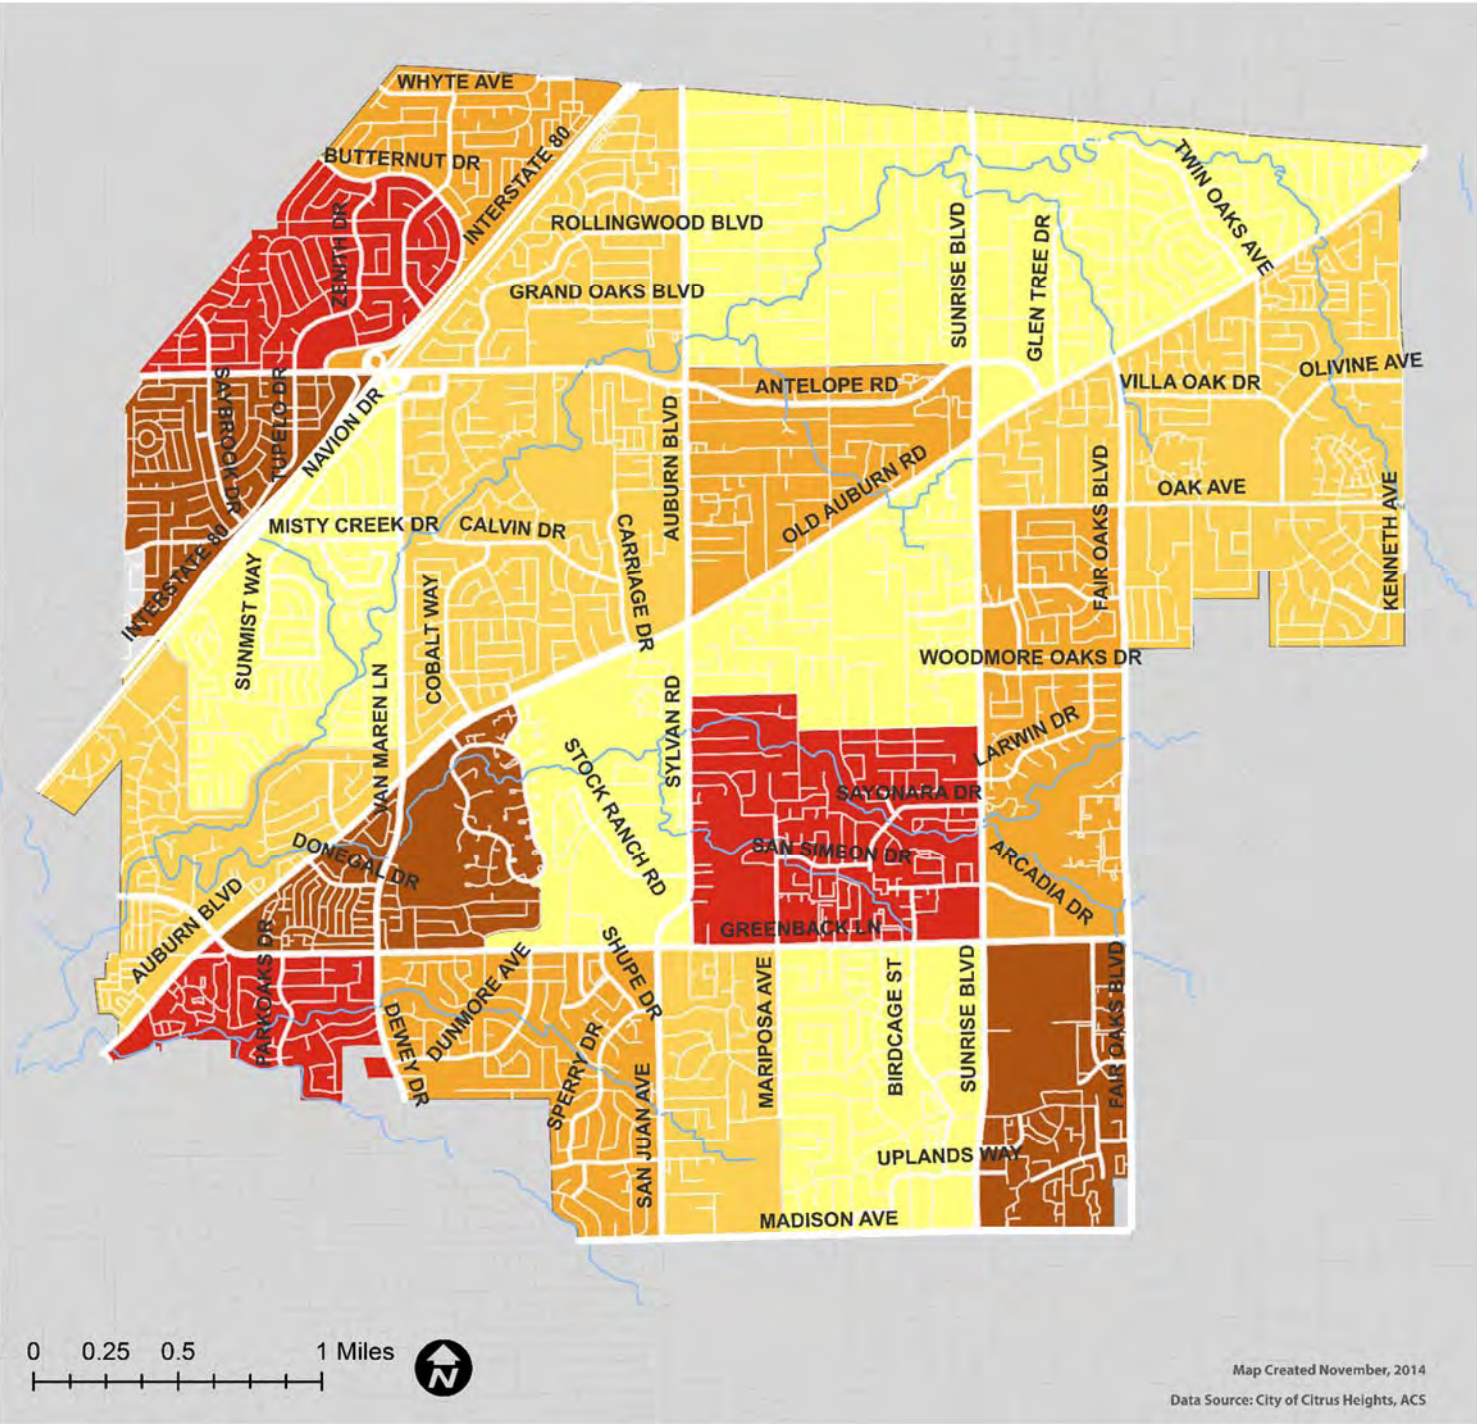 WHYTE AVE
BUTTERNUT DR
INTERSTATE 80
ZENITH DR
ROLLINGWOOD BLVD
GRAND OAKS BLVD
SUNRISE BLVD
GLEN TREE DR
TWIN OAKS AVE
SAYBROOK DR
TUPELO DR
NAVION DR
ANTELOPE RD
VILLA OAK DR
OLIVINE AVE
AUBURN BLVD
OLD AUBURN RD
FAIR OAKS BLVD
OAK AVE
KENNETH AVE
MISTY CREEK DR
CALVIN DR
CARRIAGE DR
INTERSTATE 80
SUNMIST WAY
COBALT WAY
VAN MAREN LN
WOODMORE OAKS DR
SYLVAN RD
STOCK RANCH RD
LARWIN DR
SAYONARA DR
SAN SIMEON DR
ARCADIA DR
DONEGAL DR
AUBURN BLVD
GREENBACK LN
PARKOAKS DR
DEWEY DR
DUNMORE AVE
SHUPE DR
SPERRY DR
SAN JUAN AVE
MARIPOSA AVE
BIRDCAGE ST
SUNRISE BLVD
FAIR OAKS BLVD
UPLANDS WAY
MADISON AVE
0 0.25 0.5 1 Miles
N
Map Created November, 2014
Data Source: City of Citrus Heights, ACS